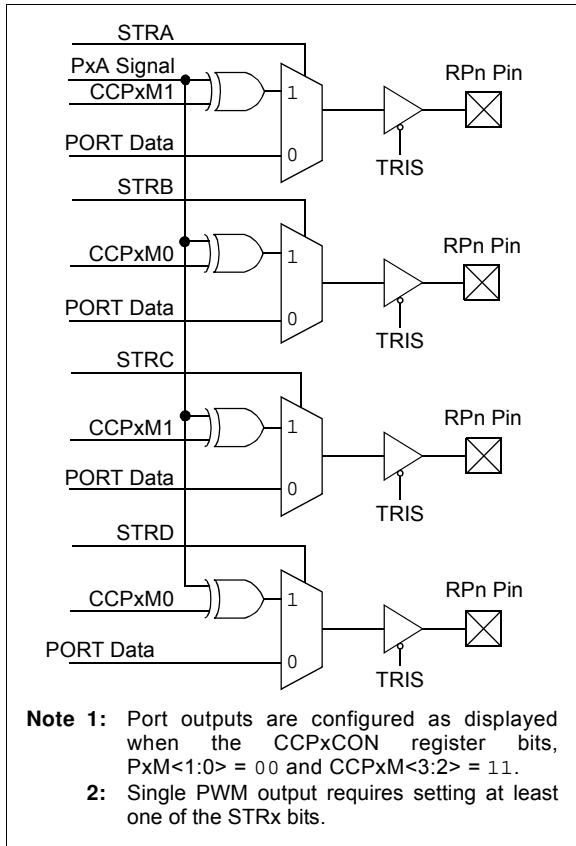 STRA
PxA Signal
CCPxM1
1
PORT Data
0
TRIS
RPn Pin
STRB
CCPxM0
1
PORT Data
0
TRIS
RPn Pin
STRC
CCPxM1
1
PORT Data
0
TRIS
RPn Pin
STRD
CCPxM0
1
PORT Data
0
TRIS
RPn Pin
Note 1: Port outputs are configured as displayed
when the CCPxCON register bits,
PxM<1:0> = 00 and CCPxM<3:2> = 11.
2: Single PWM output requires setting at least
one of the STRx bits.